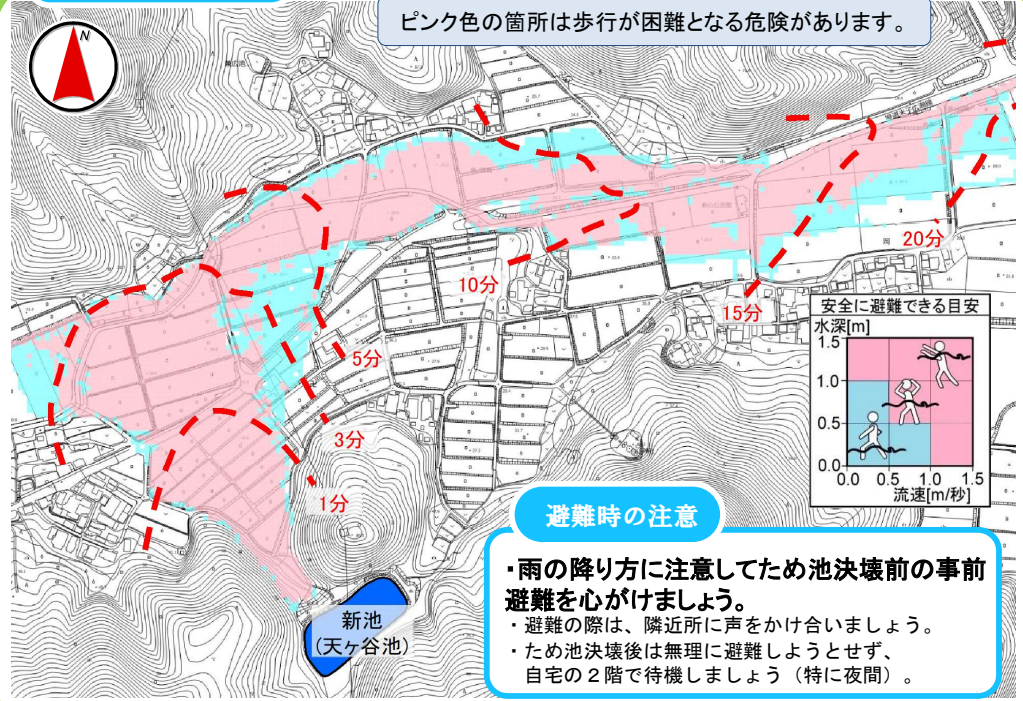 ピンク色の箇所は歩行が困難となる危険があります。
N
20分
10分
15分
5分
3分
1分
安全に避難できる目安
水深[m]
1.5
1.0
0.5
0.0
0.0 0.5 1.0 1.5
流速[m/秒]
新池
(天ヶ谷池)
避難時の注意
・雨の降り方に注意してため池決壊前の事前
避難を心がけましょう。
・避難の際は、隣近所に声をかけ合いましょう。
・ため池決壊後は無理に避難しようとせず、
自宅の２階で待機しましょう（特に夜間）。